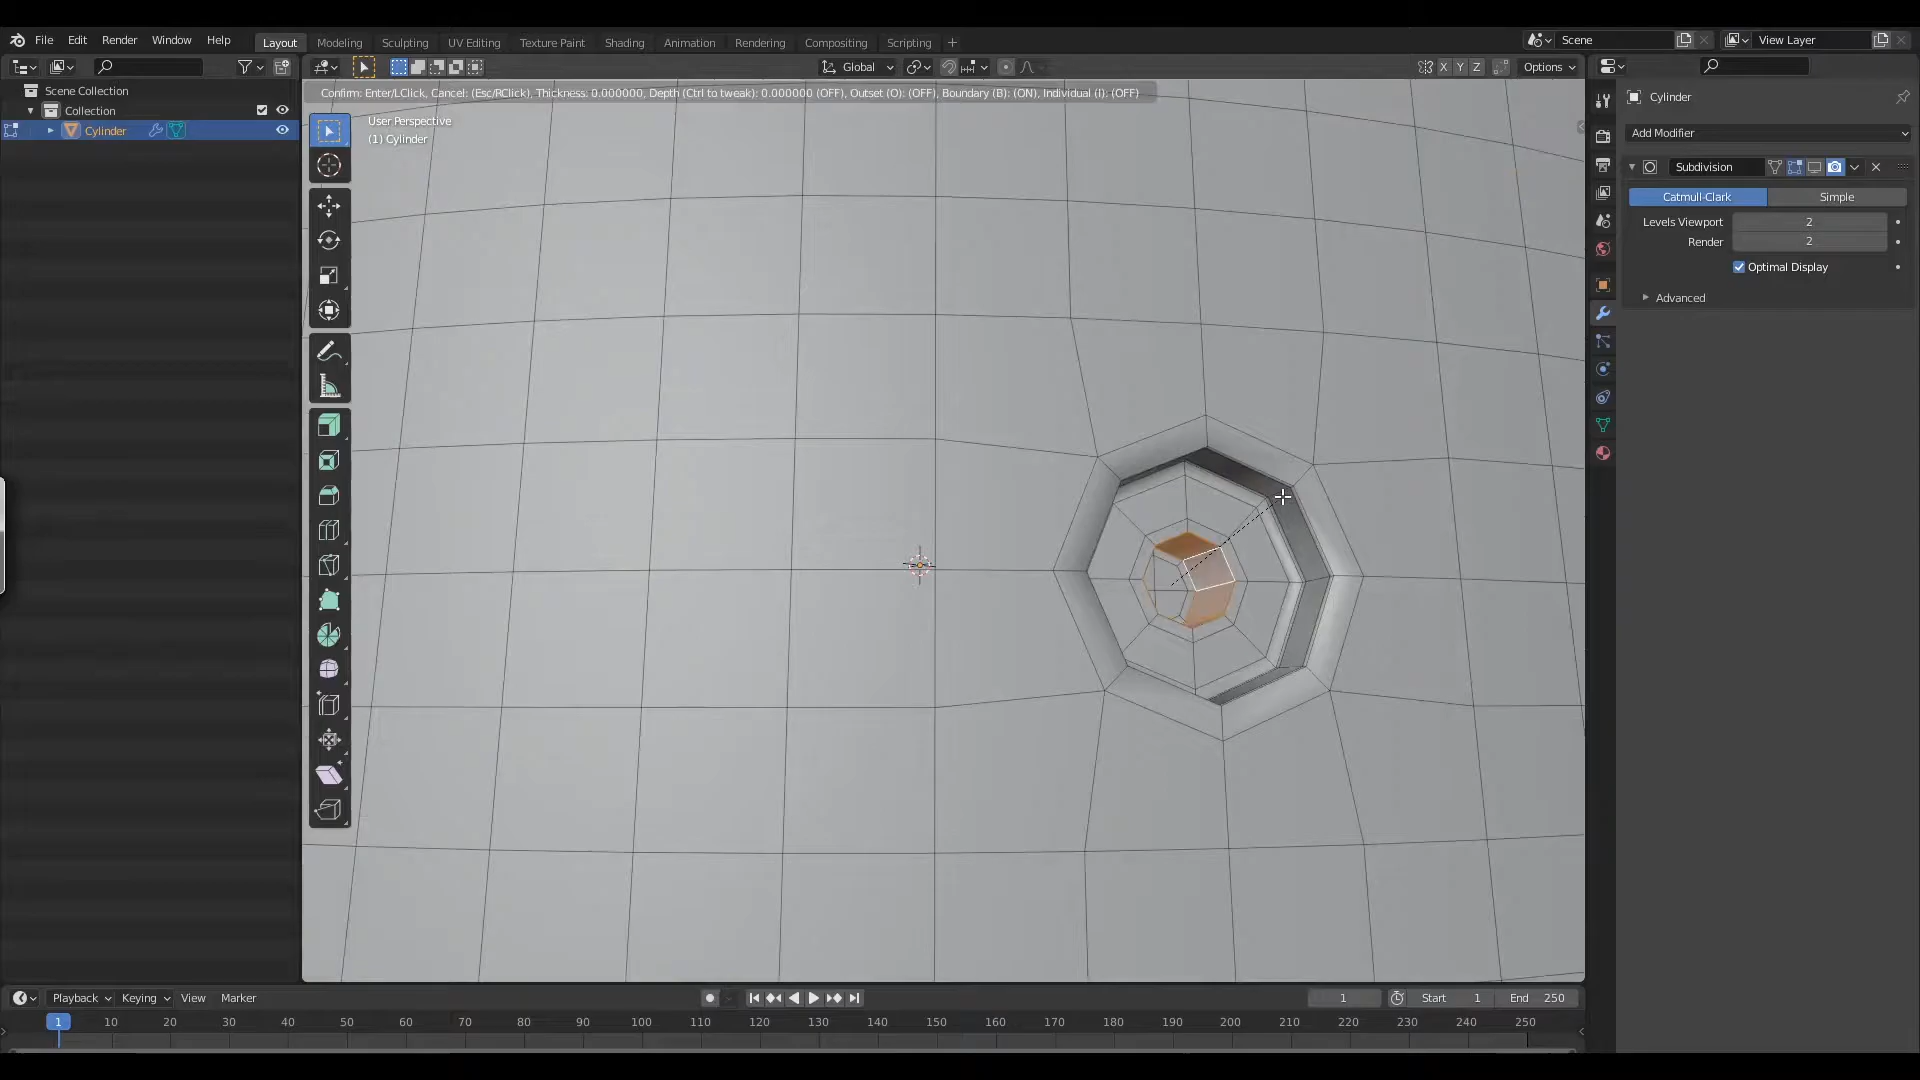 File Edit Render Window Help Layout Modeling Sculpting UV Editing Texture Paint Shading Animation Rendering Compositing Scripting + Scene View Layer
Global X Y Z Options
Scene Collection
Collection
Cylinder
Confirm: Enter/LClick, Cancel: (Esc/RClick), Thickness: 0.000000, Depth (Ctrl to tweak): 0.000000 (OFF), Outset (O): (OFF), Boundary (B): (ON), Individual (I): (OFF)
User Perspective
(1) Cylinder
Cylinder
Add Modifier
Subdivision
Catmull-Clark Simple
Levels Viewport 2
Render 2
Optimal Display
Advanced
Playback Keying View Marker 1 Start 1 End 250
1 10 20 30 40 50 60 70 80 90 100 110 120 130 140 150 160 170 180 190 200 210 220 230 240 250